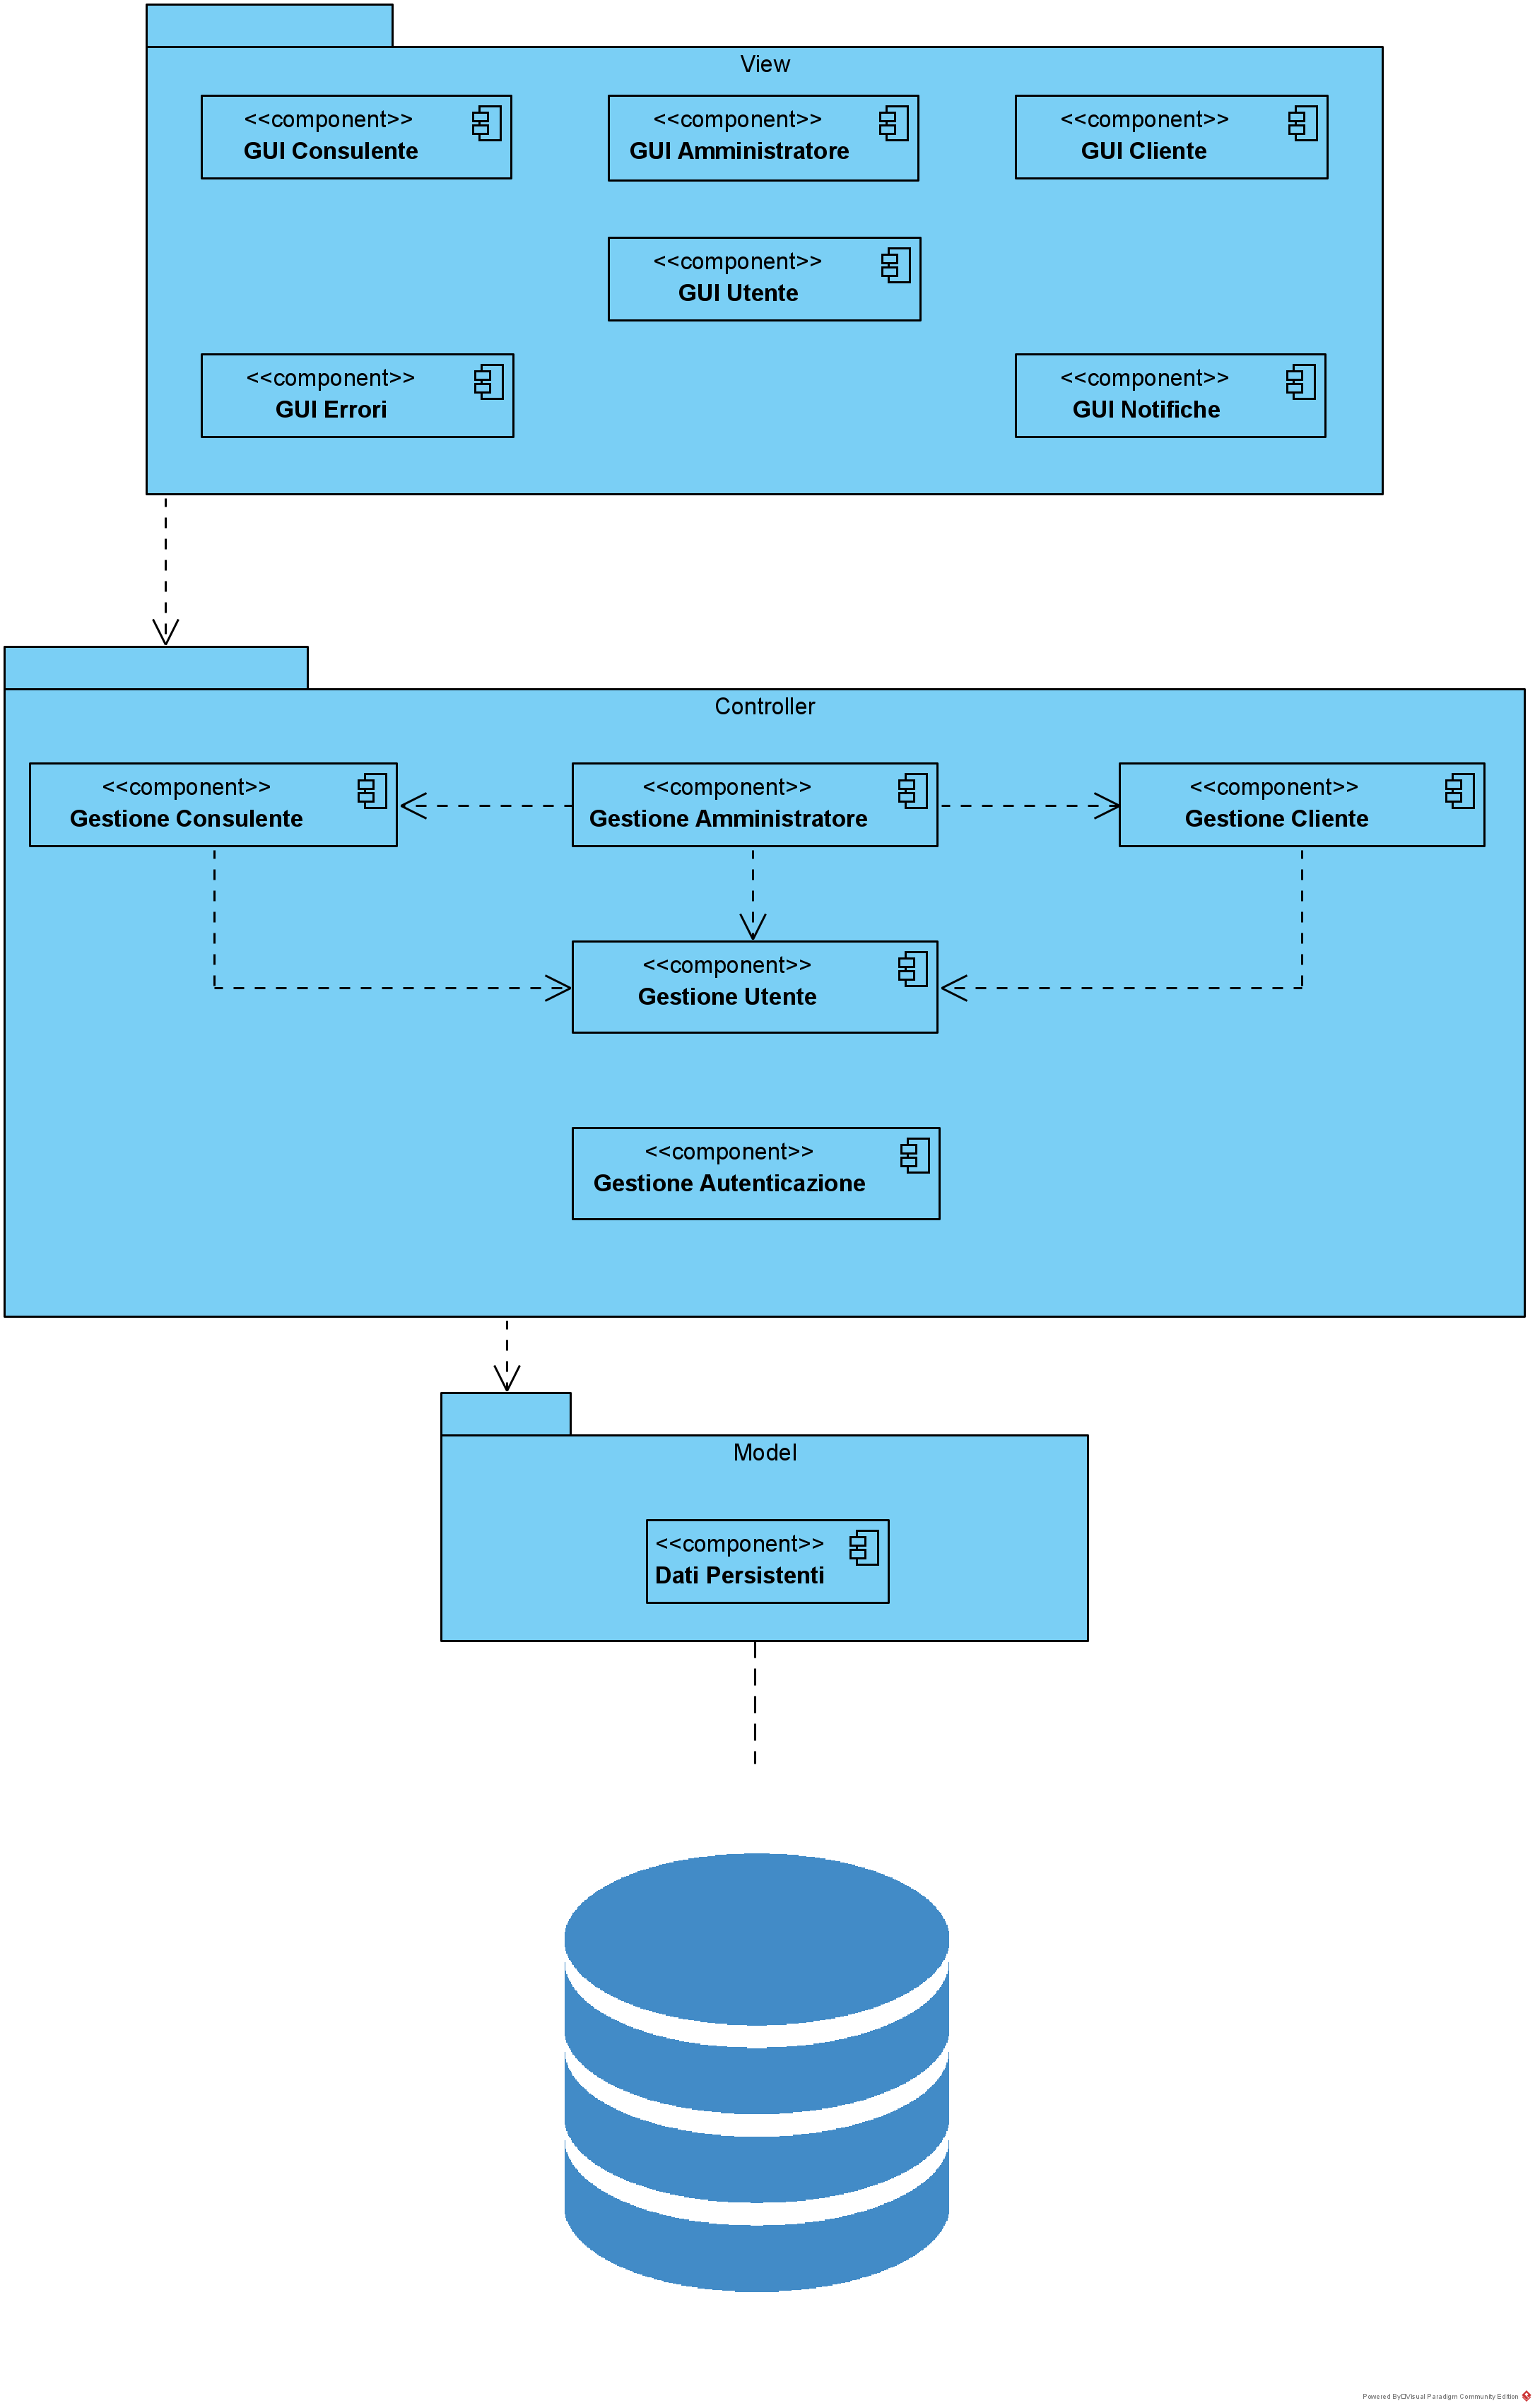 View
<<component>>
GUI Consulente
<<component>>
GUI Amministratore
<<component>>
GUI Cliente
<<component>>
GUI Utente
<<component>>
GUI Errori
<<component>>
GUI Notifiche
Controller
<<component>>
Gestione Consulente
<<component>>
Gestione Amministratore
<<component>>
Gestione Cliente
<<component>>
Gestione Utente
<<component>>
Gestione Autenticazione
Model
<<component>>
Dati Persistenti
Powered By□Visual Paradigm Community Edition